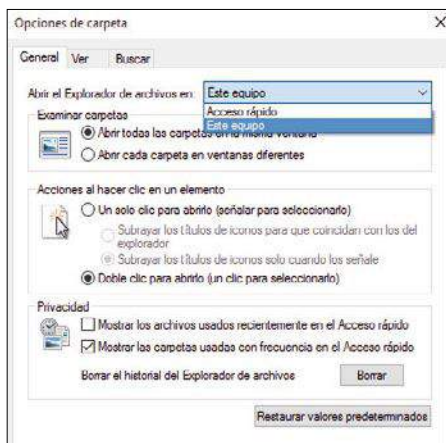 Opciones de carpeta
General Ver Buscar
Abrir el Explorador de archivos en: Este equipo
Acceso rápido
Este equipo
Examinar carpetas
Abrir todas las carpetas en la misma ventana
Abrir cada carpeta en ventanas diferentes
Acciones al hacer clic en un elemento
Un solo clic para abrirlo (señalar para seleccionarlo)
Subrayar los títulos de iconos para que coincidan con los del
explorador
Subrayar los títulos de iconos solo cuando los señale
Doble clic para abrirlo (un clic para seleccionarlo)
Privacidad
Mostrar los archivos usados recientemente en el Acceso rápido
Mostrar las carpetas usadas con frecuencia en el Acceso rápido
Borrar el historial del Explorador de archivos Borrar
Restaurar valores predeterminados